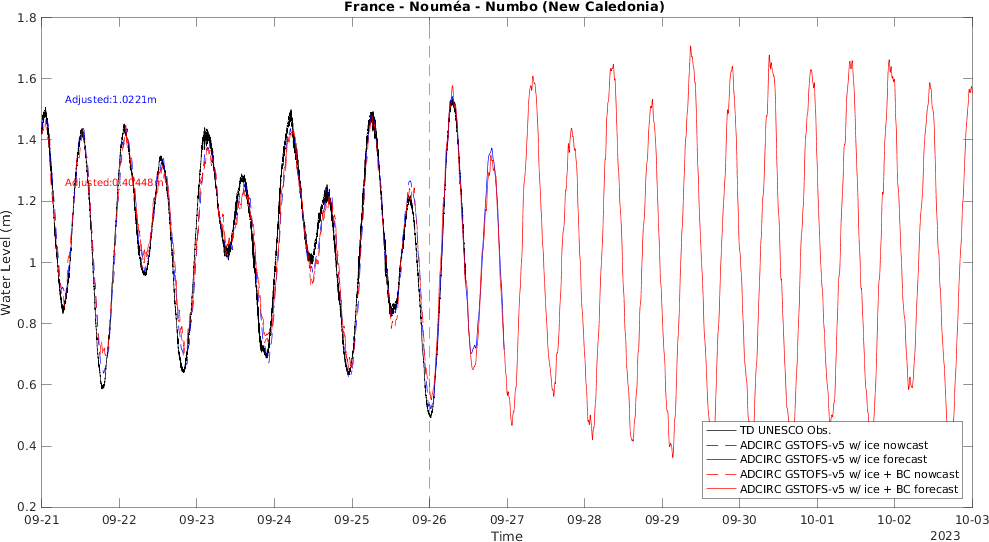 France - Nouméa - Numbo (New Caledonia)
1.8
1.6
1.4
1.2
1
0.8
0.6
0.4
0.2
Water Level (m)
Adjusted:1.0221m
Adjusted:0.40448m
TD UNESCO Obs.
ADCIRC GSTOFS-v5 w/ ice nowcast
ADCIRC GSTOFS-v5 w/ ice forecast
ADCIRC GSTOFS-v5 w/ ice + BC nowcast
ADCIRC GSTOFS-v5 w/ ice + BC forecast
09-21 09-22 09-23 09-24 09-25 09-26 09-27 09-28 09-29 09-30 10-01 10-02 10-03
Time
2023